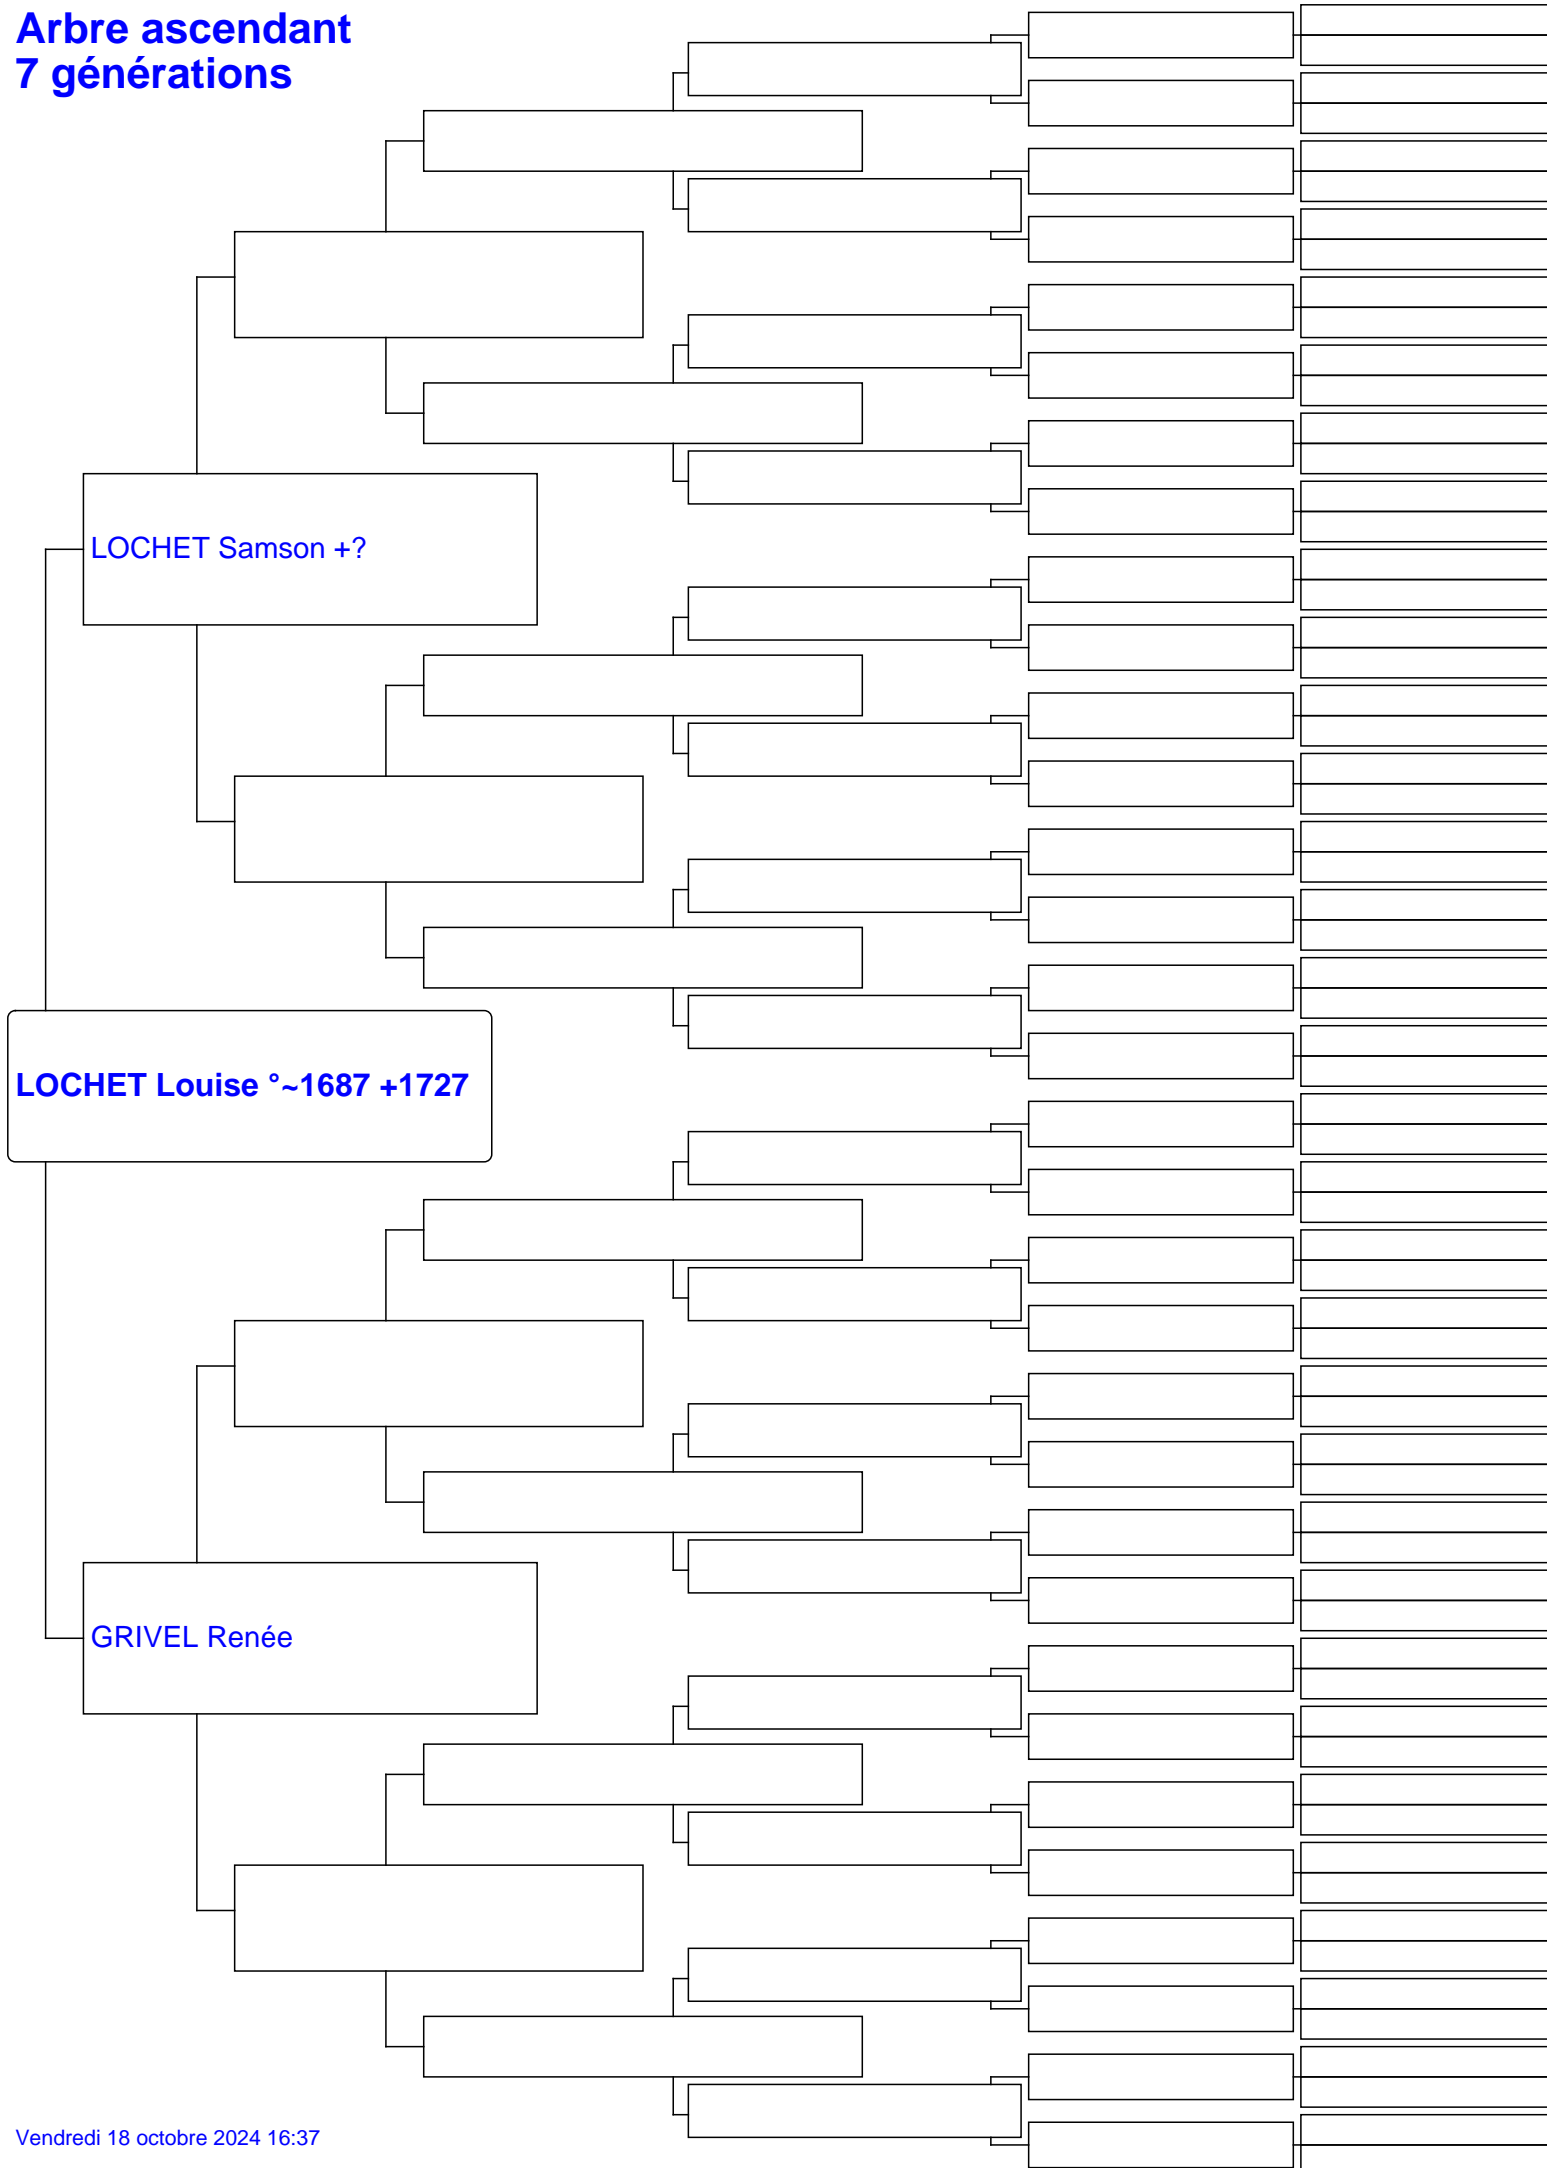 Arbre ascendant
7 générations
LOCHET Samson +?
LOCHET Louise °~1687 +1727
GRIVEL Renée
Vendredi 18 octobre 2024 16:37